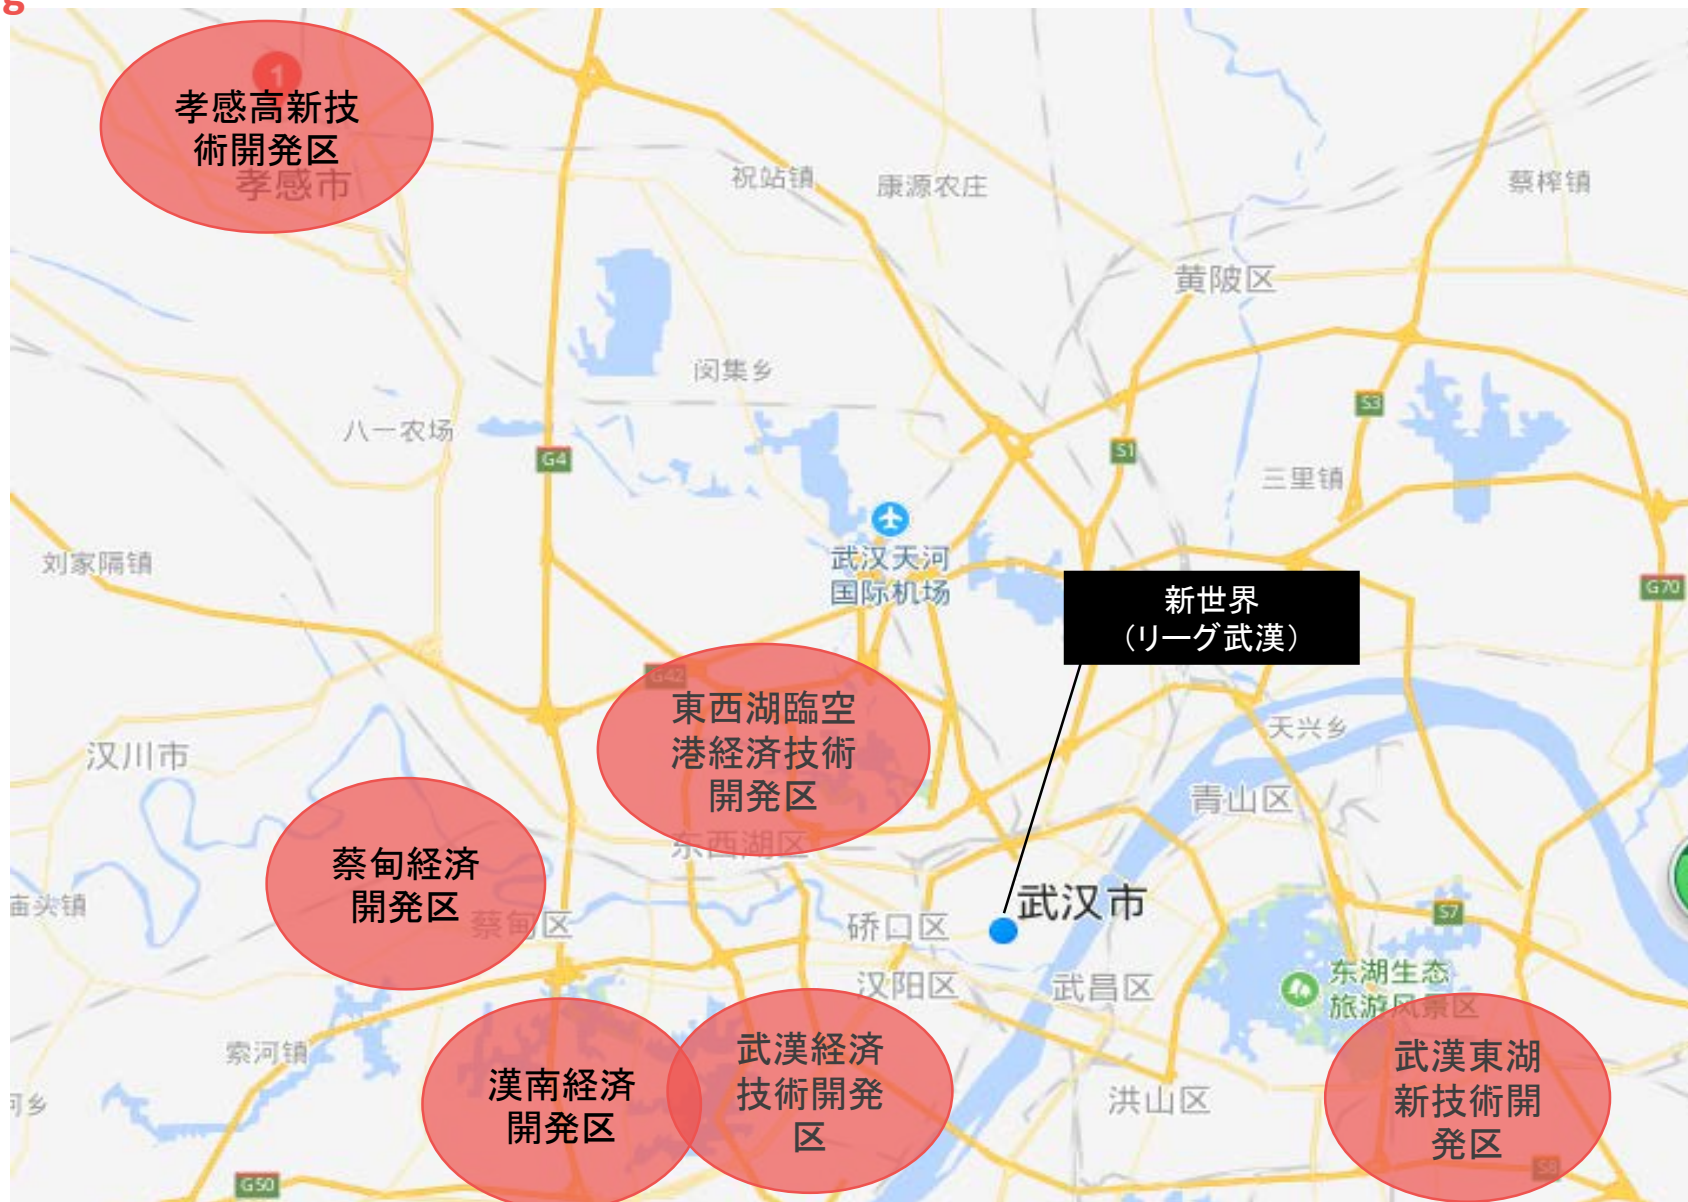 g
1
孝感高新技
術開発区
孝感市
祝站镇
康源农庄
蔡榨镇
黄陂区
闵集乡
S3
八一农场
G4
S1
三里镇
武汉天河
国际机场
刘家隔镇
G70
新世界
（リーグ武漢）
G42
東西湖臨空
港経済技術
開発区
天兴乡
汉川市
青山区
东西湖区
蔡甸経済
開発区
庙头镇
蔡甸区
硚口区
武汉市
S7
汉阳区
武昌区
东湖生态
旅游风景区
索河镇
漢南経済
開発区
武漢経済
技術開発
区
洪山区
武漢東湖
新技術開
発区
S8
G50